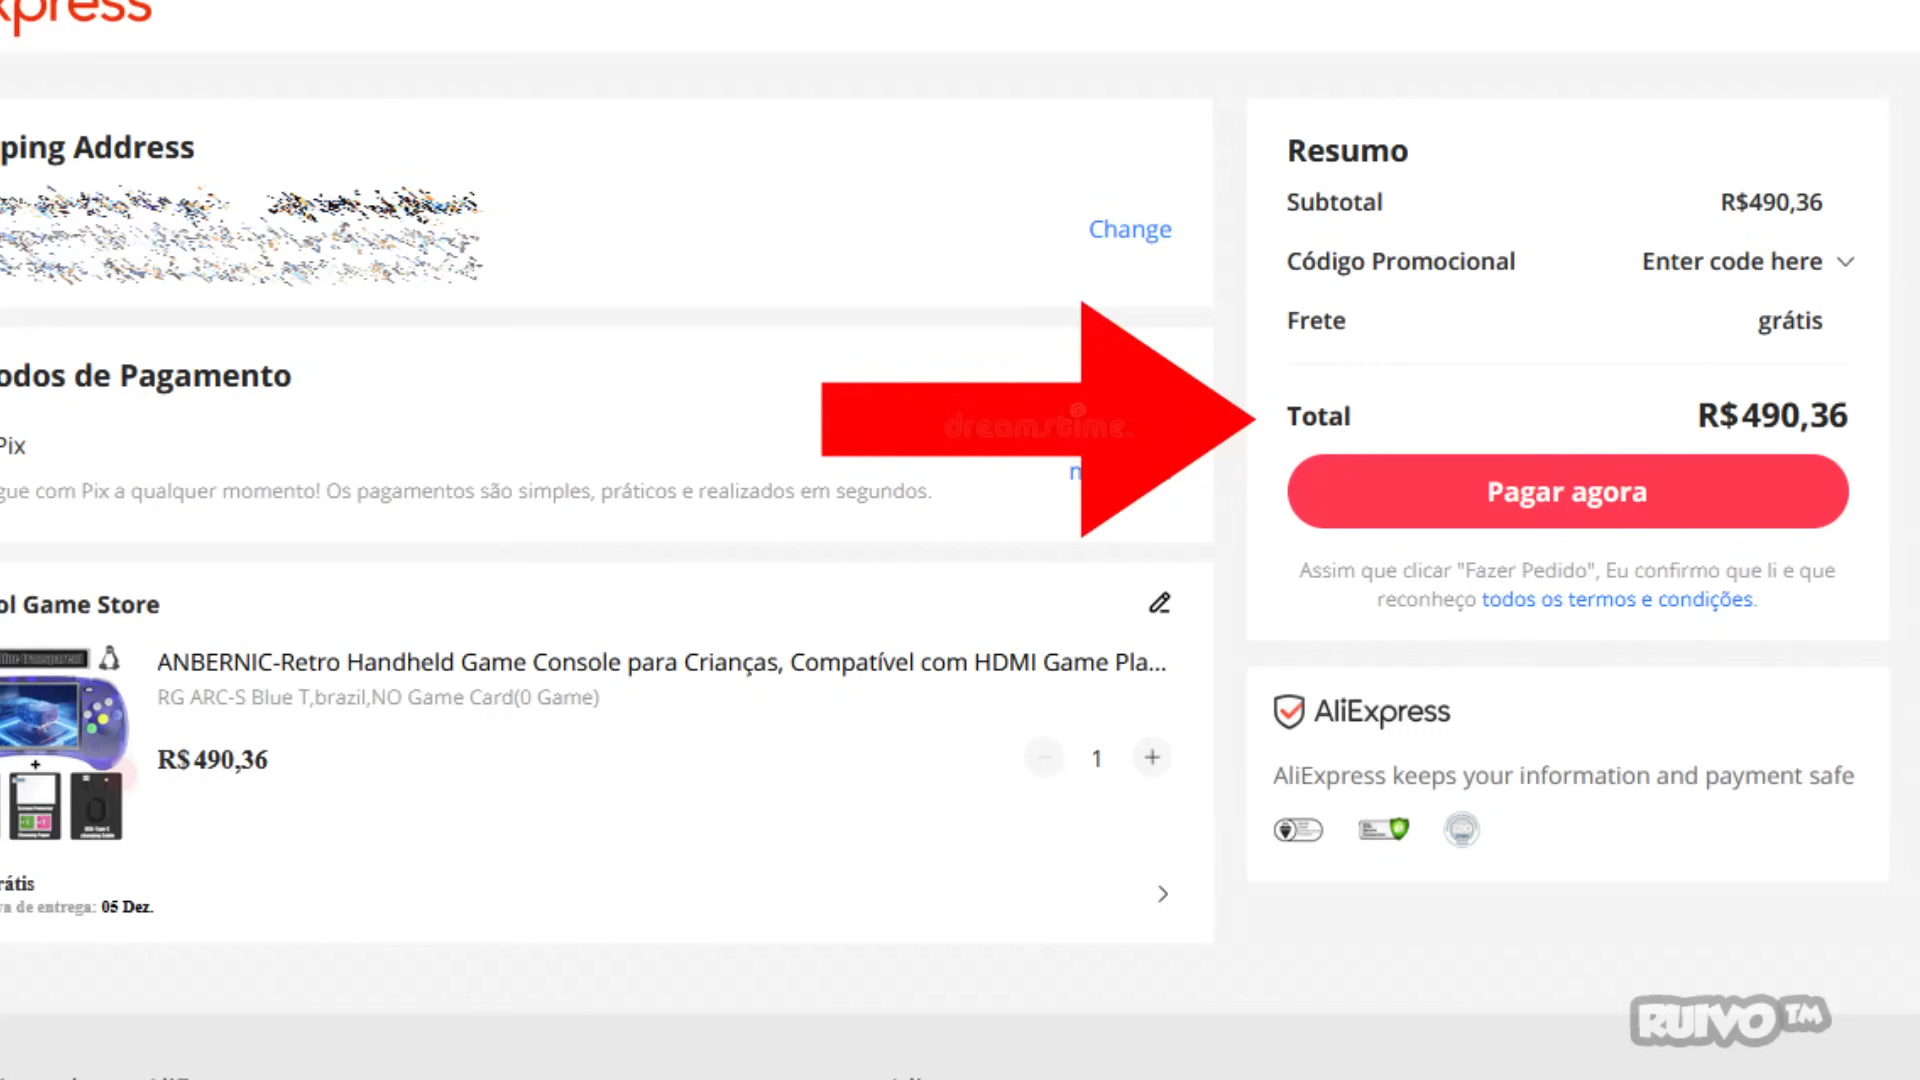 xpress
ping Address
Change
odos de Pagamento
Pix
gue com Pix a qualquer momento! Os pagamentos são simples, práticos e realizados em segundos.
dreamstime.
ol Game Store
ANBERNIC-Retro Handheld Game Console para Crianças, Compatível com HDMI Game Pla...
RG ARC-S Blue T,brazil,NO Game Card(0 Game)
R$490,36
1
rátis
va de entrega: 05 Dez.
Resumo
Subtotal R$490,36
Código Promocional Enter code here
Frete grátis
Total R$490,36
Pagar agora
Assim que clicar "Fazer Pedido", Eu confirmo que li e que
reconheço todos os termos e condições.
AliExpress
AliExpress keeps your information and payment safe
RUIVO™